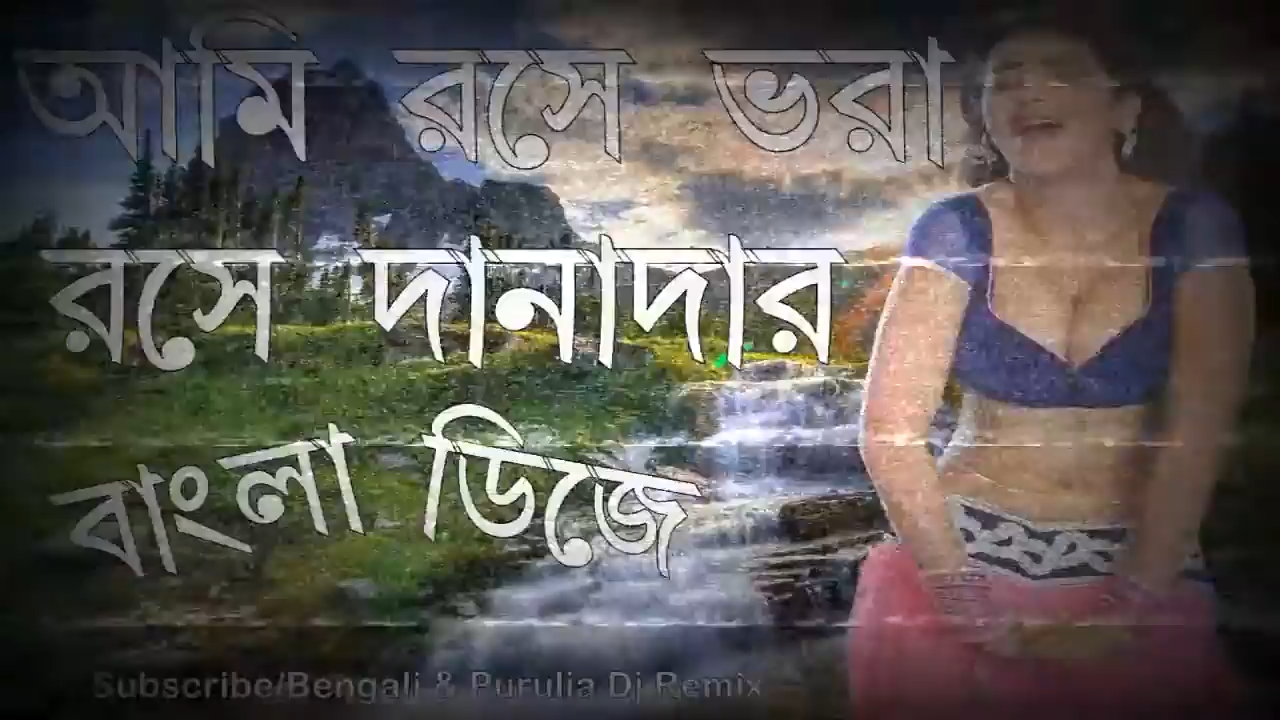 আমি রসে ভরা
রসে দানাদার
বাংলা ডিজে
Subscribe/Bengali & Purulia Dj Remix